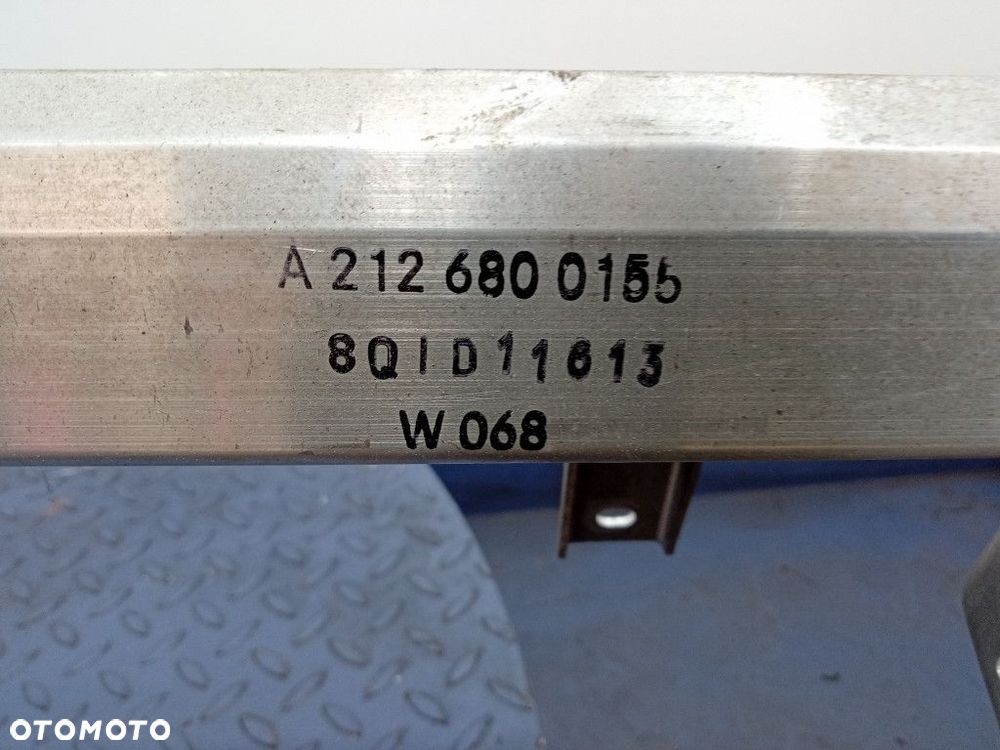 A 212 680 0155
8QID11613
W 068
OTOMOTO